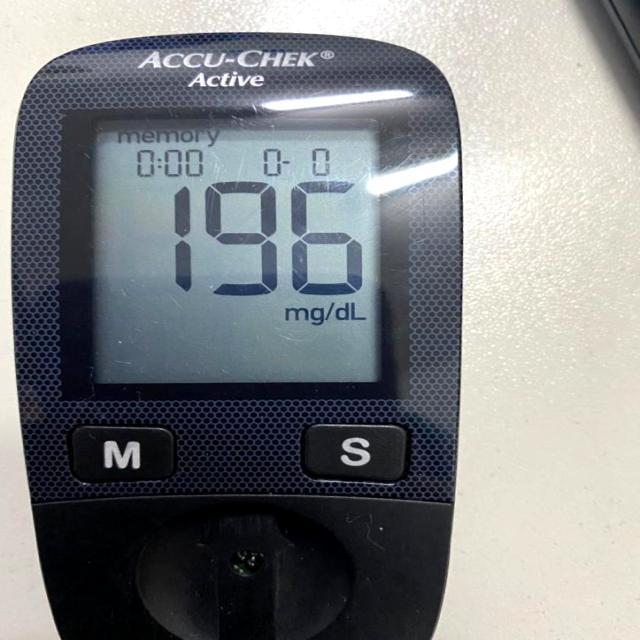 ACCU-CHEK®
Active
memory
0:00 0- 0
196
mg/dL
M S